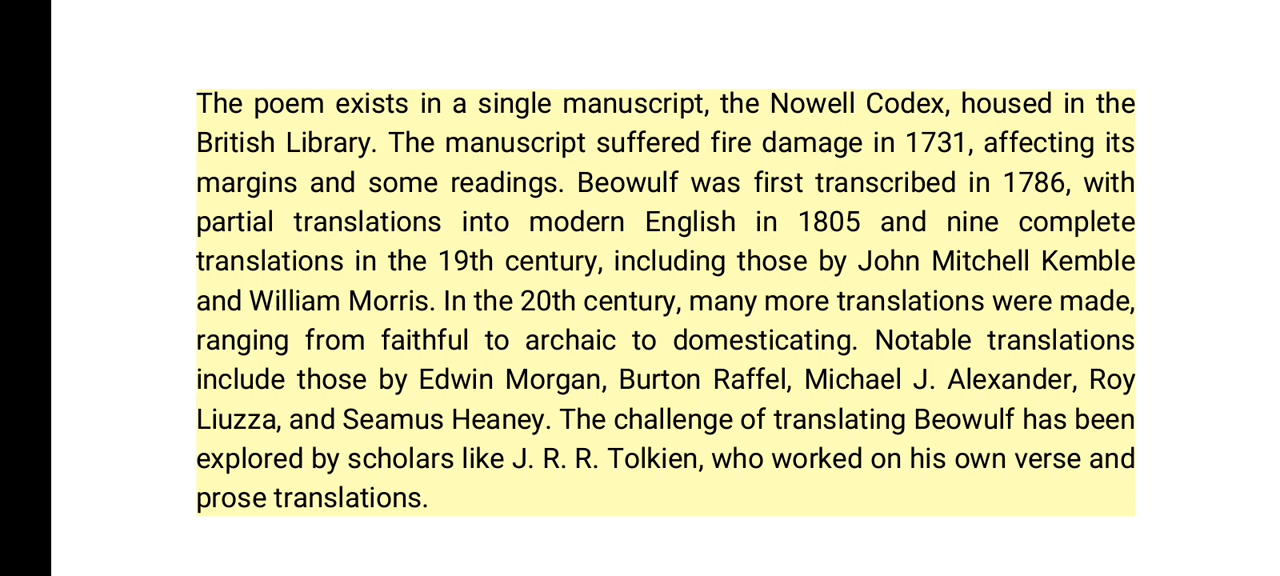 The poem exists in a single manuscript, the Nowell Codex, housed in the
British Library. The manuscript suffered fire damage in 1731, affecting its
margins and some readings. Beowulf was first transcribed in 1786, with
partial translations into modern English in 1805 and nine complete
translations in the 19th century, including those by John Mitchell Kemble
and William Morris. In the 20th century, many more translations were made,
ranging from faithful to archaic to domesticating. Notable translations
include those by Edwin Morgan, Burton Raffel, Michael J. Alexander, Roy
Liuzza, and Seamus Heaney. The challenge of translating Beowulf has been
explored by scholars like J. R. R. Tolkien, who worked on his own verse and
prose translations.